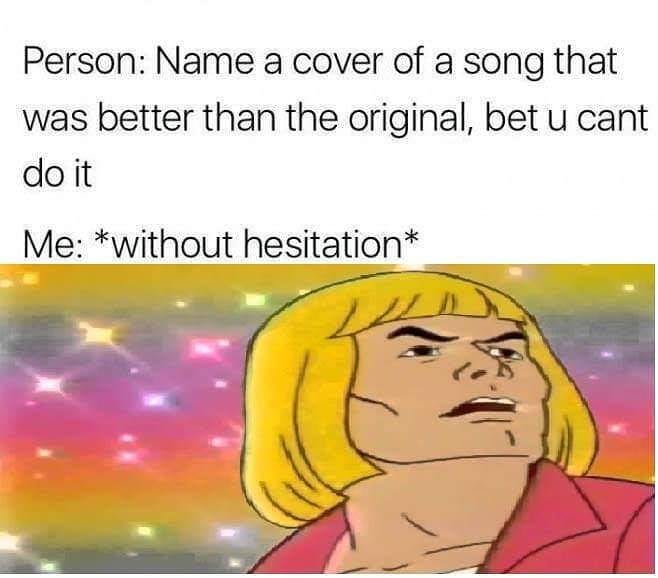 Person: Name a cover of a song that
was better than the original, bet u cant
do it
Me: *without hesitation*